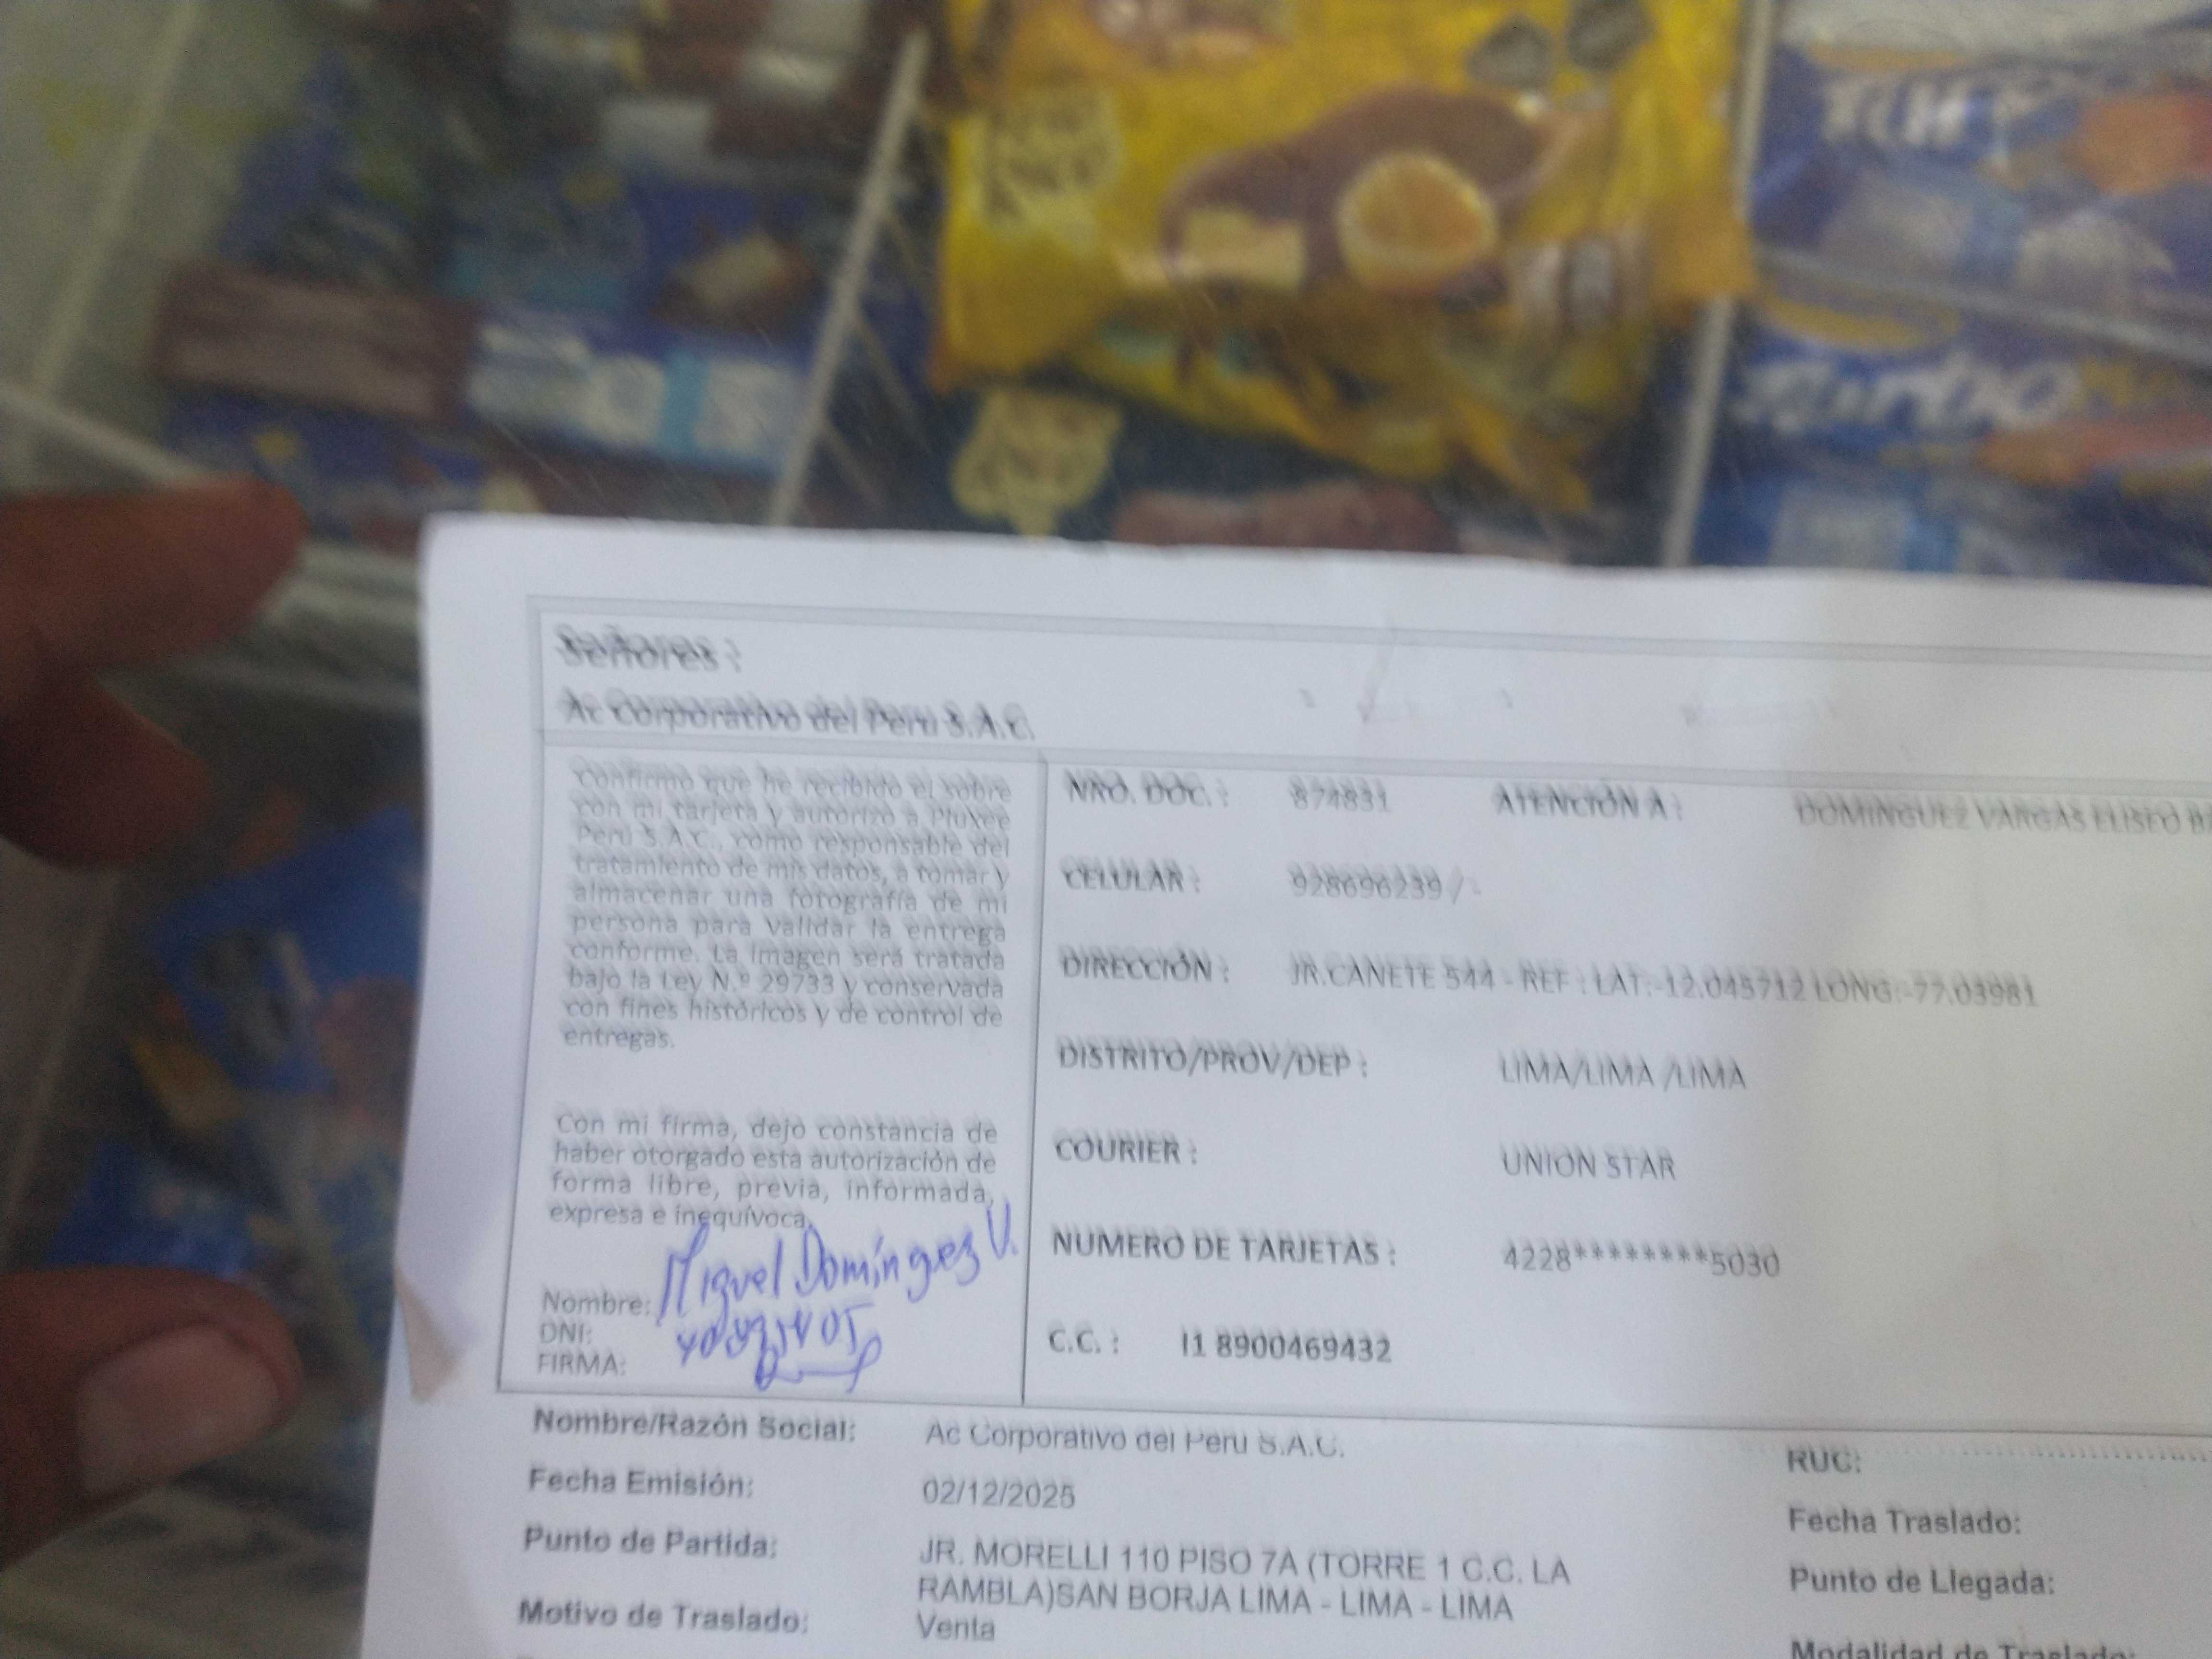 Señores :
Ac Corporativo del Perú S.A.C.
Confirmo que he recibido el sobre
con mi tarjeta y autorizo a Pluxee
Perú S.A.C., como responsable del
tratamiento de mis datos, a tomar y
almacenar una fotografía de mi
persona para validar la entrega
conforme. La imagen será tratada
bajo la Ley N.º 29733 y conservada
con fines históricos y de control de
entregas.
Con mi firma, dejo constancia de
haber otorgado esta autorización de
forma libre, previa, informada,
expresa e inequívoca.
Nombre: Miguel Domínguez V.
DNI:
FIRMA:
NRO. DOC. : 874831 ATENCIÓN A : DOMINGUEZ VARGAS ELISEO
CELULAR : 928696239 / -
DIRECCIÓN : JR.CANETE 544 - REF : LAT:-12.045712 LONG:-77.03981
DISTRITO/PROV/DEP : LIMA/LIMA /LIMA
COURIER : UNION STAR
NUMERO DE TARJETAS : 4228********5030
C.C. : I1 8900469432
Nombre/Razón Social: Ac Corporativo del Peru S.A.C.
RUC:
Fecha Emisión: 02/12/2025
Fecha Traslado:
Punto de Partida: JR. MORELLI 110 PISO 7A (TORRE 1 C.C. LA
RAMBLA)SAN BORJA LIMA - LIMA - LIMA
Punto de Llegada:
Motivo de Traslado: Venta
Modalidad de Traslado: